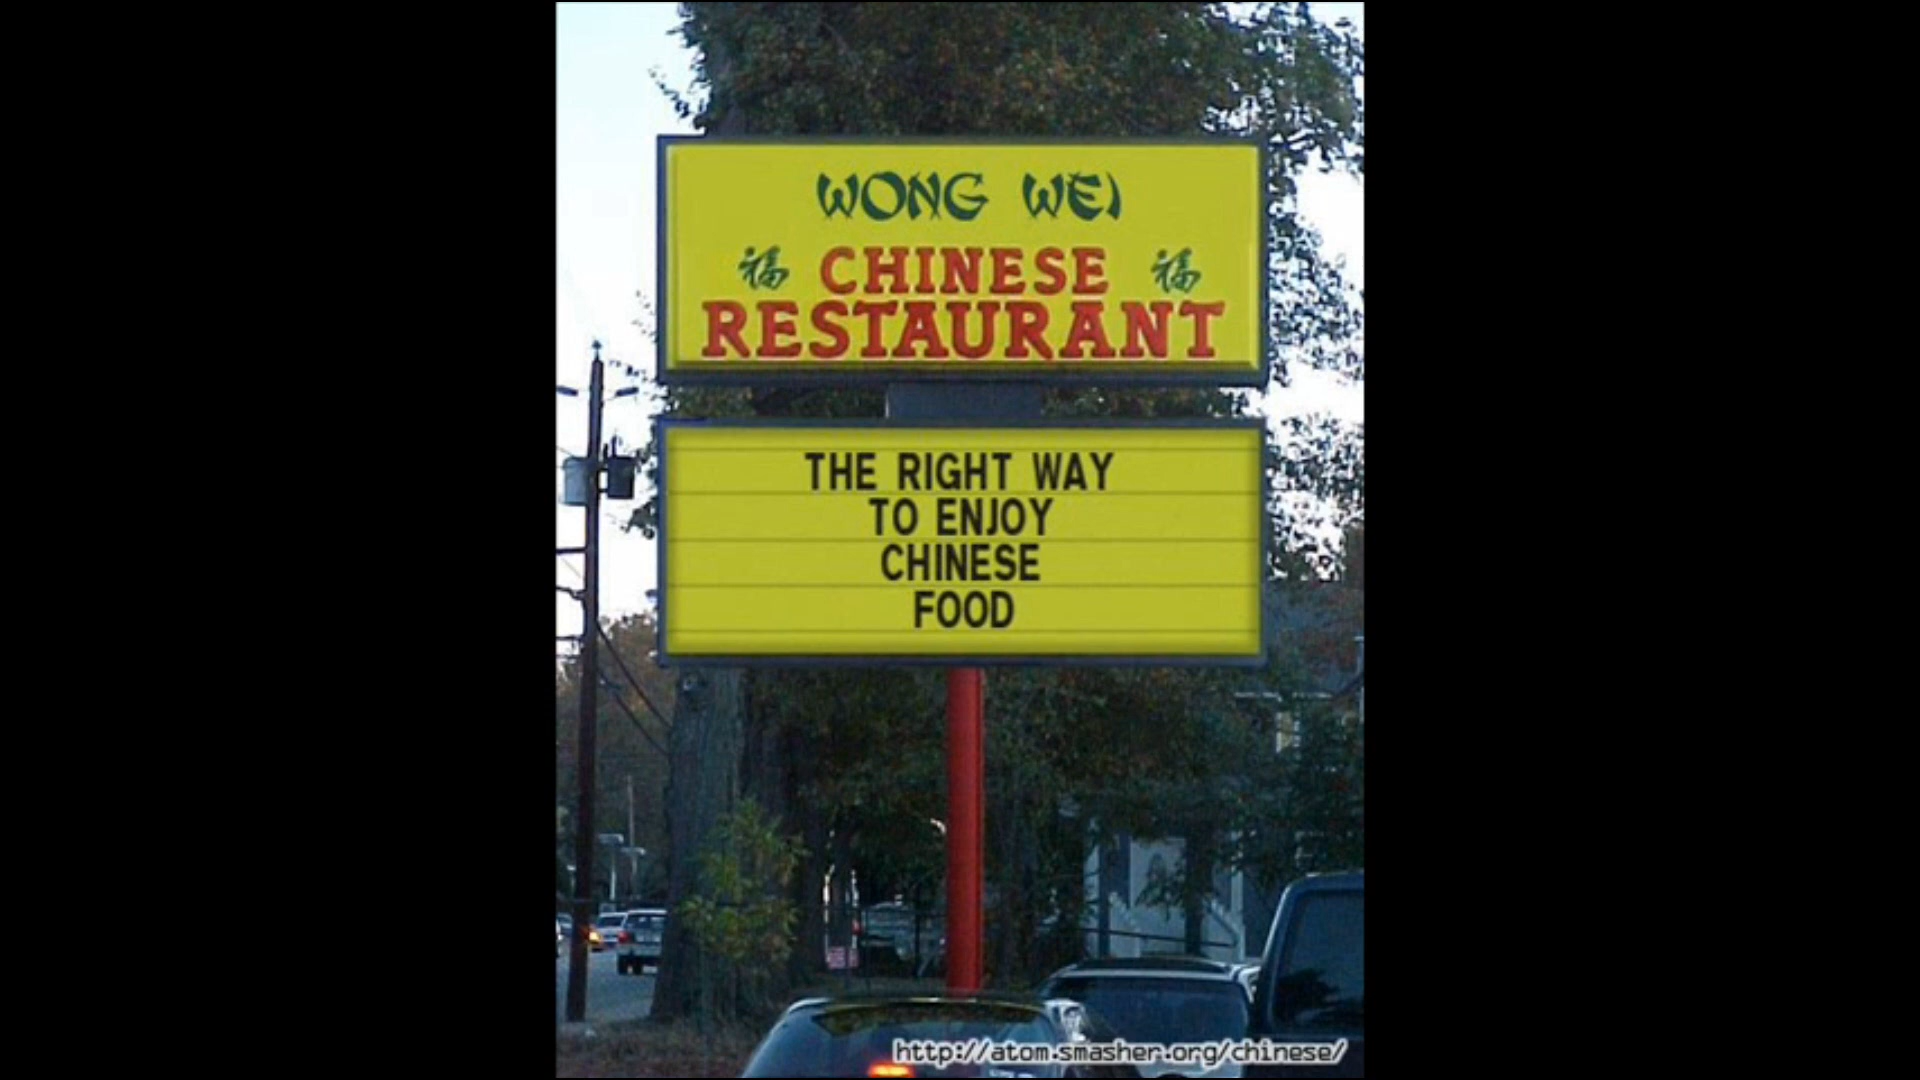 WONG WEI
福 CHINESE 福
RESTAURANT
THE RIGHT WAY
TO ENJOY
CHINESE
FOOD
http://atom.smasher.org/chinese/